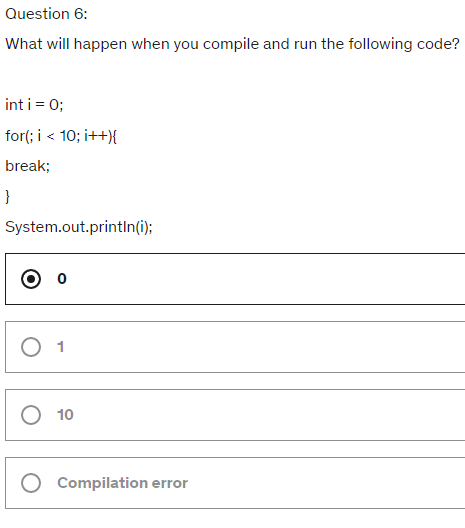 Question 6:
What will happen when you compile and run the following code?
int i = 0;
for(; i < 10; i++){
break;
}
System.out.println(i);
0
1
10
Compilation error